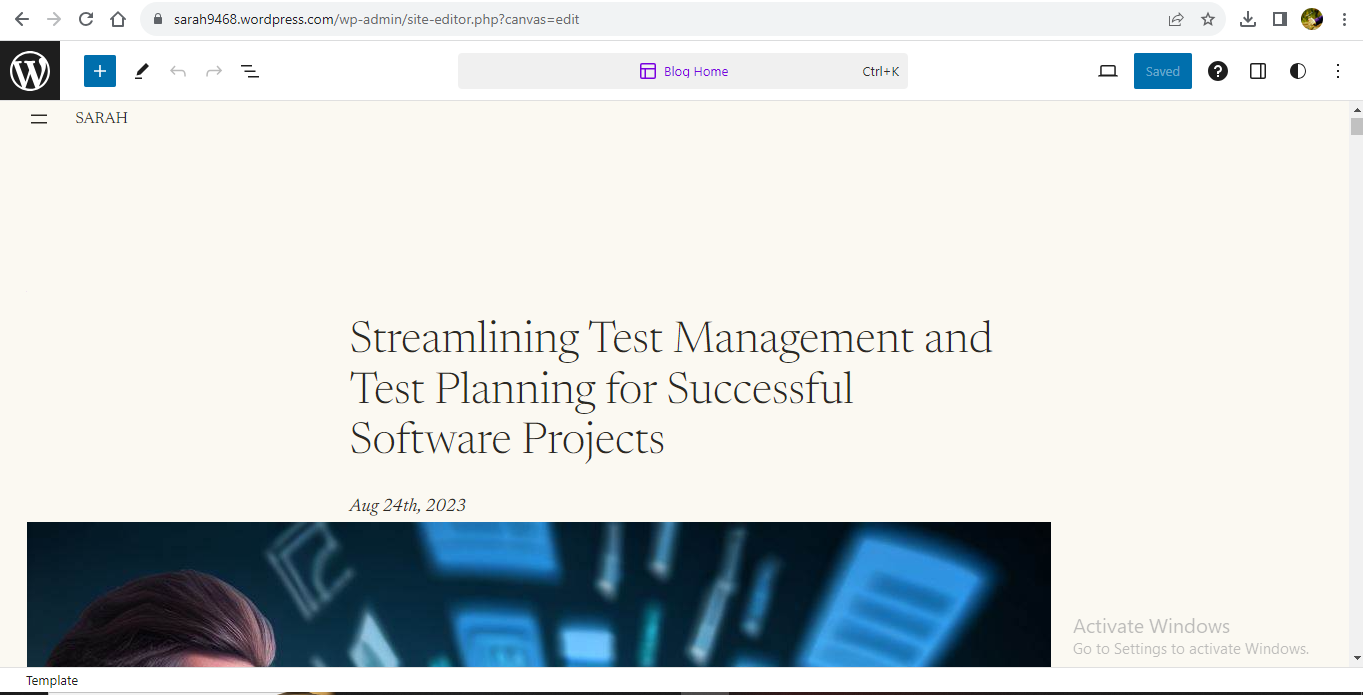 sarah9468.wordpress.com/wp-admin/site-editor.php?canvas=edit
Blog Home
Ctrl+K
Saved
SARAH
Streamlining Test Management and
Test Planning for Successful
Software Projects
Aug 24th, 2023
Activate Windows
Go to Settings to activate Windows.
Template